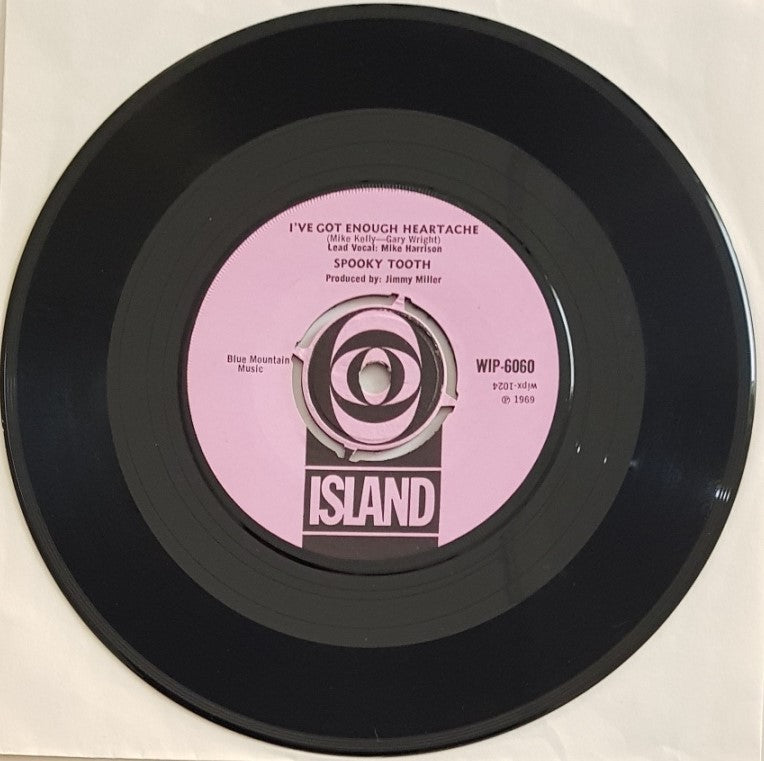 I'VE GOT ENOUGH HEARTACHE
(Mike Kelly—Gary Wright)
Lead Vocal: Mike Harrison
SPOOKY TOOTH
Produced by: Jimmy Miller
Blue Mountain
Music
WIP-6060
wipx-1024
℗ 1969
ISLAND